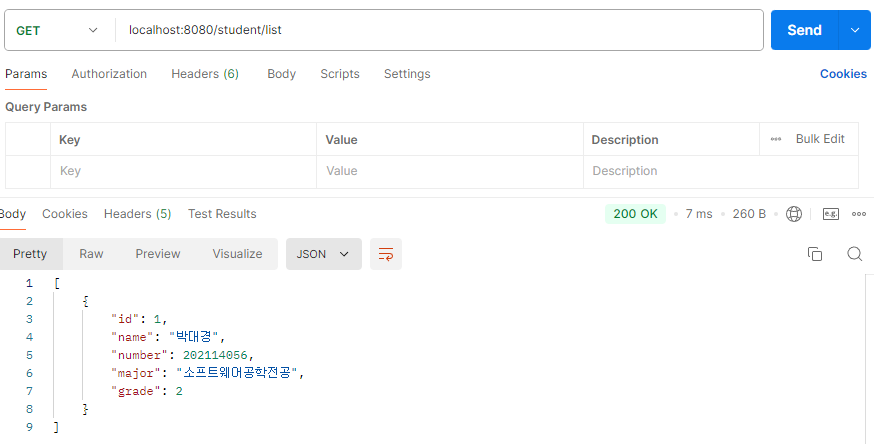 GET localhost:8080/student/list Send
Params Authorization Headers (6) Body Scripts Settings Cookies
Query Params
Key Value Description Bulk Edit
Key Value Description
Body Cookies Headers (5) Test Results 200 OK 7 ms 260 B e.g.
Pretty Raw Preview Visualize JSON
1 [
2 {
3 "id": 1,
4 "name": "박대경",
5 "number": 202114056,
6 "major": "소프트웨어공학전공",
7 "grade": 2
8 }
9 ]